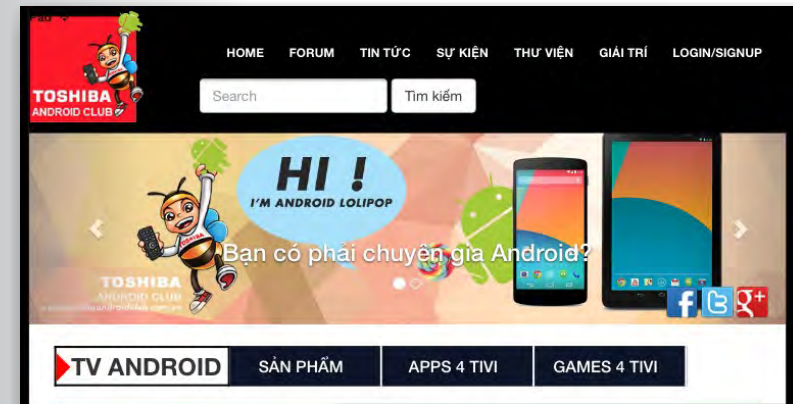 TOSHIBA
ANDROID CLUB
HOME FORUM TIN TỨC SỰ KIỆN THƯ VIỆN GIẢI TRÍ LOGIN/SIGNUP
Search Tìm kiếm
HI !
I'M ANDROID LOLIPOP
Bạn có phải chuyên gia Android?
TOSHIBA
ANDROID CLUB
TV ANDROID SẢN PHẨM APPS 4 TIVI GAMES 4 TIVI